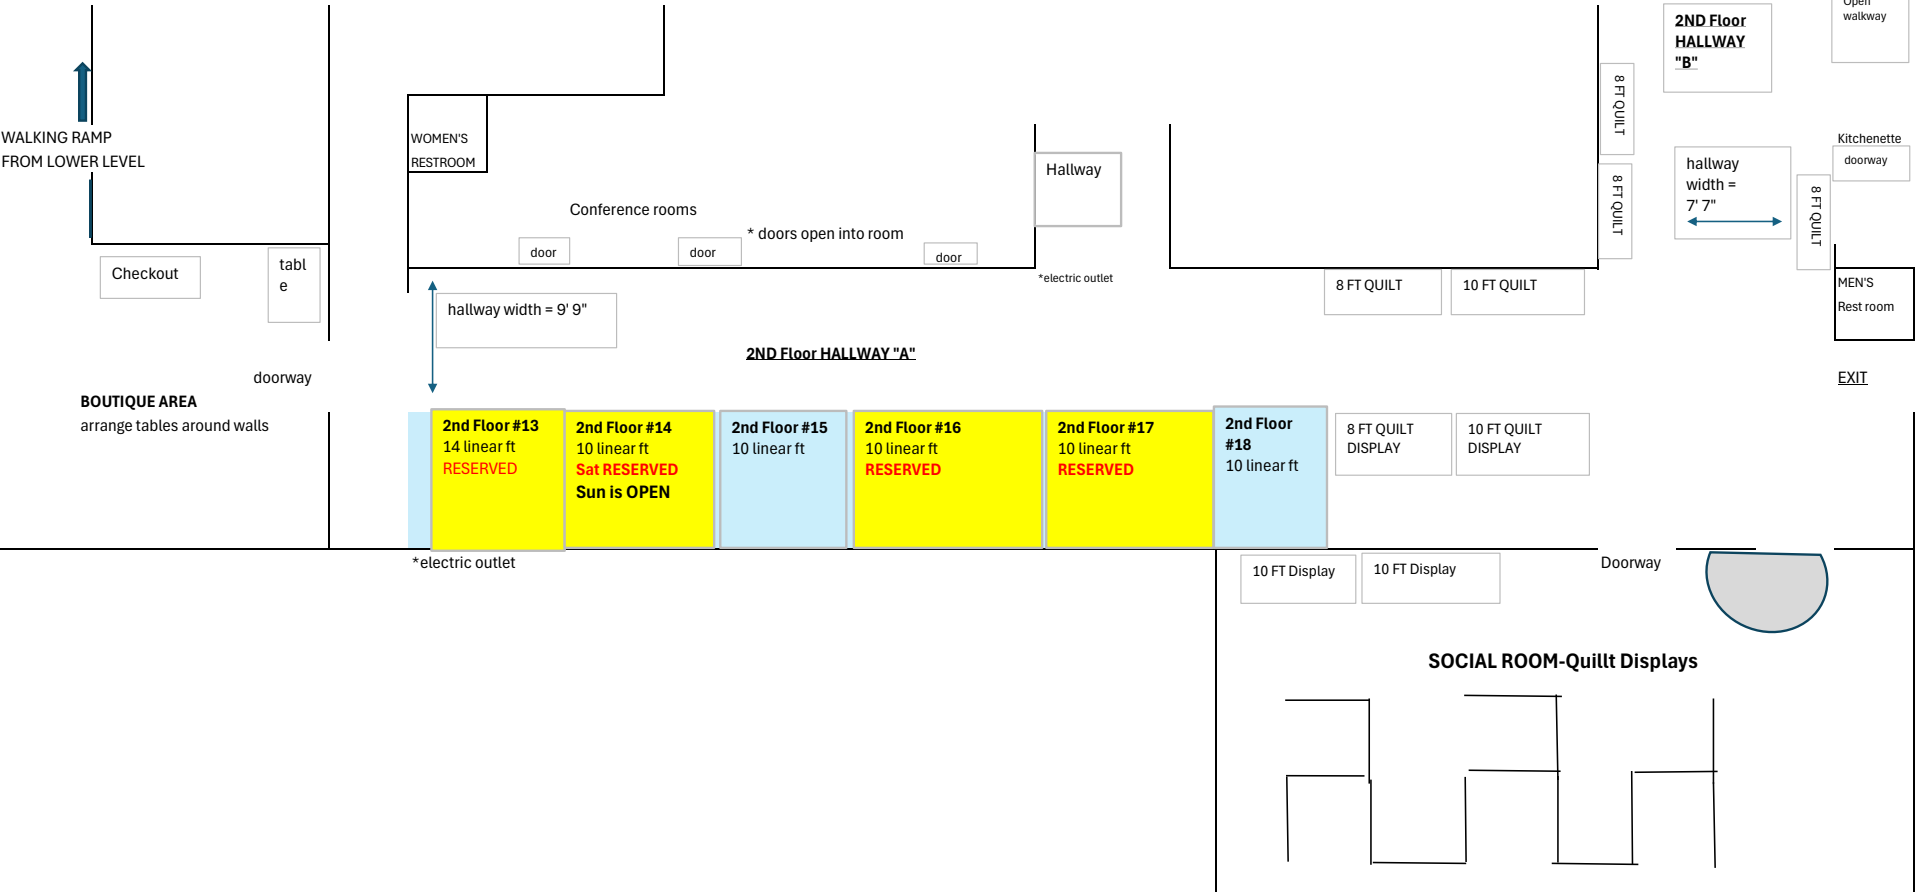 Open
walkway
2ND Floor
HALLWAY
"B"
8 FT QUILT
WALKING RAMP
FROM LOWER LEVEL
WOMEN'S
RESTROOM
Hallway
Kitchenette
doorway
hallway
width =
7' 7"
8 FT QUILT
8 FT QUILT
Conference rooms
* doors open into room
door
door
door
Checkout
tabl
e
*electric outlet
8 FT QUILT
10 FT QUILT
MEN'S
Rest room
hallway width = 9' 9"
2ND Floor HALLWAY "A"
doorway
EXIT
BOUTIQUE AREA
arrange tables around walls
2nd Floor #13
14 linear ft
RESERVED
2nd Floor #14
10 linear ft
Sat RESERVED
Sun is OPEN
2nd Floor #15
10 linear ft
2nd Floor #16
10 linear ft
RESERVED
2nd Floor #17
10 linear ft
RESERVED
2nd Floor
#18
10 linear ft
8 FT QUILT
DISPLAY
10 FT QUILT
DISPLAY
*electric outlet
10 FT Display
10 FT Display
Doorway
SOCIAL ROOM-Quillt Displays